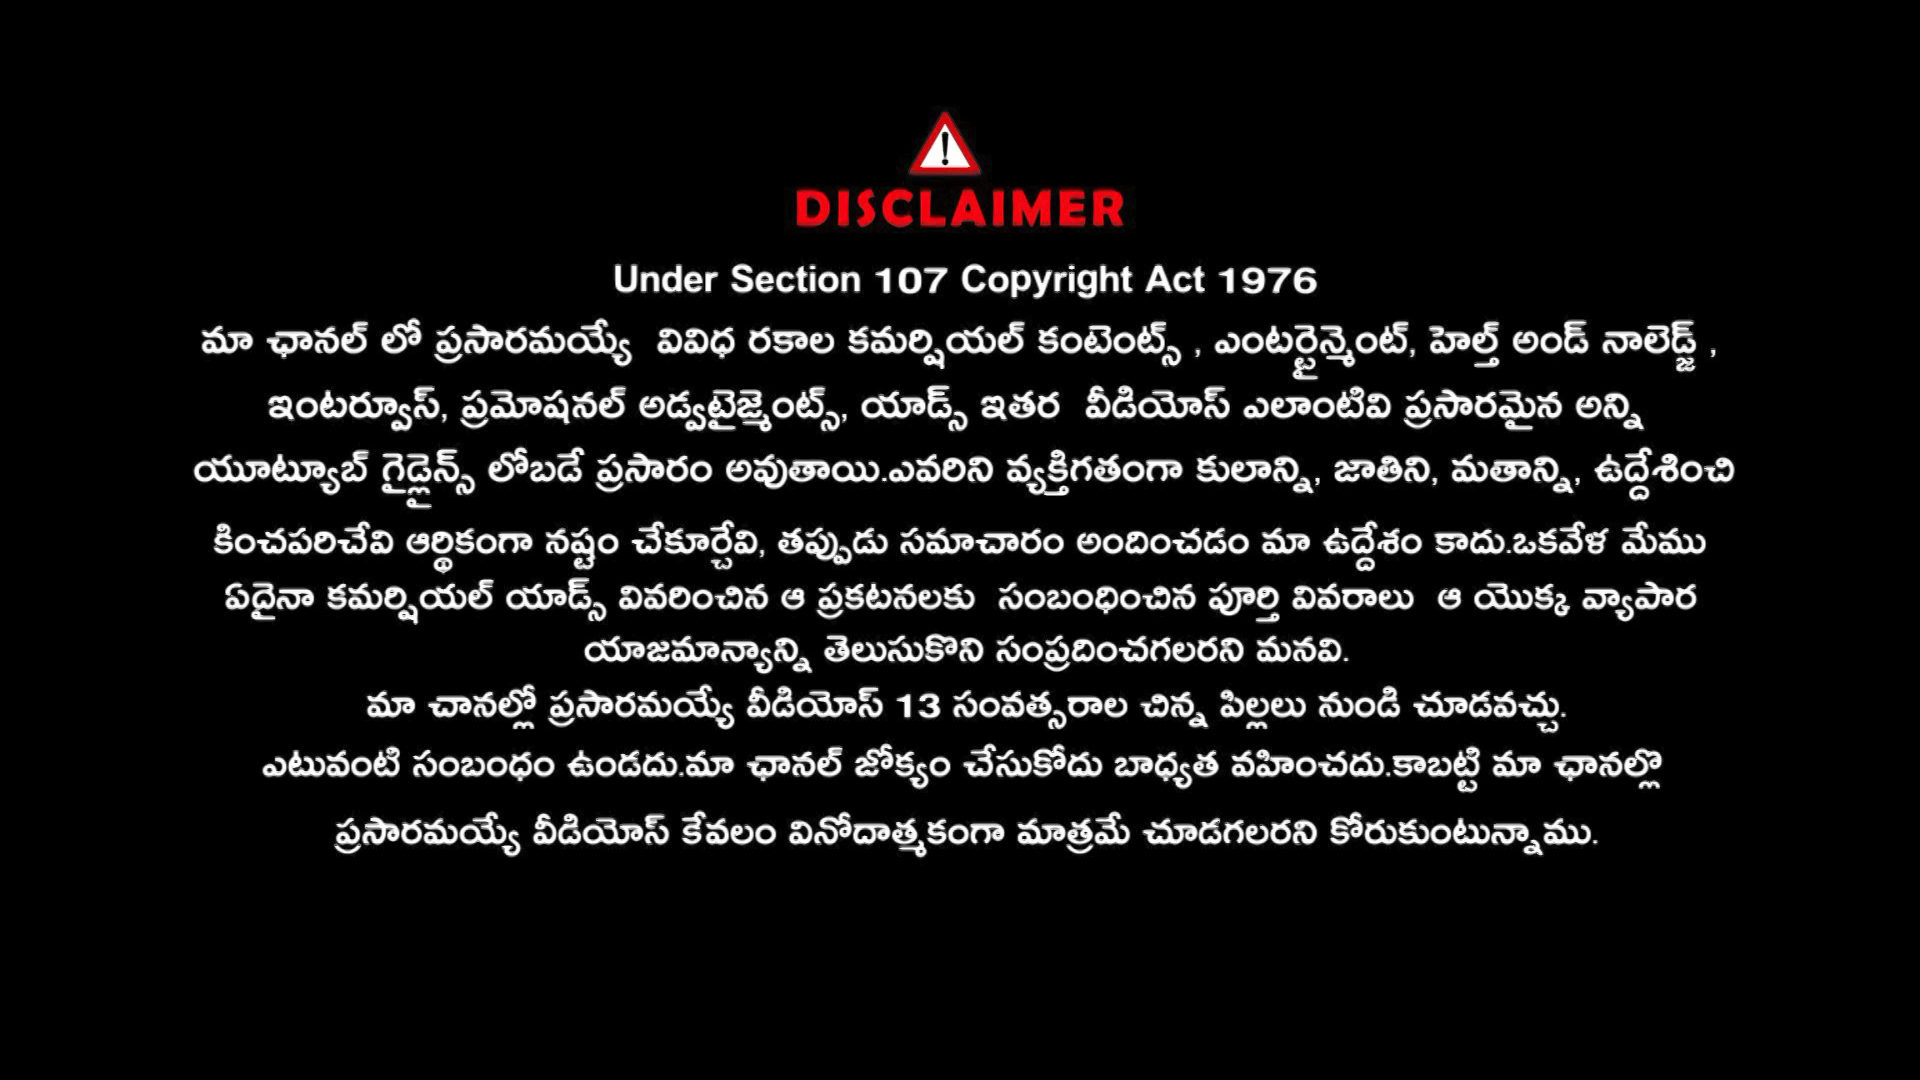 DISCLAIMER
Under Section 107 Copyright Act 1976
మా ఛానల్ లో ప్రసారమయ్యే వివిధ రకాల కమర్షియల్ కంటెంట్స్ , ఎంటర్టైన్మెంట్, హెల్త్ అండ్ నాలెడ్జ్ ,
ఇంటర్వ్యూస్, ప్రమోషనల్ అడ్వటైజ్మెంట్స్, యాడ్స్ ఇతర వీడియోస్ ఎలాంటివి ప్రసారమైన అన్ని
యూట్యూబ్ గైడ్లైన్స్ లోబడే ప్రసారం అవుతాయి.ఎవరిని వ్యక్తిగతంగా కులాన్ని, జాతిని, మతాన్ని, ఉద్దేశించి
కించపరిచేవి ఆర్థికంగా నష్టం చేకూర్చేవి, తప్పుడు సమాచారం అందించడం మా ఉద్దేశం కాదు.ఒకవేళ మేము
ఏదైనా కమర్షియల్ యాడ్స్ వివరించిన ఆ ప్రకటనలకు సంబంధించిన పూర్తి వివరాలు ఆ యొక్క వ్యాపార
యాజమాన్యాన్ని తెలుసుకొని సంప్రదించగలరని మనవి.
మా చానల్లో ప్రసారమయ్యే వీడియోస్ 13 సంవత్సరాల చిన్న పిల్లలు నుండి చూడవచ్చు.
ఎటువంటి సంబంధం ఉండదు.మా ఛానల్ జోక్యం చేసుకోదు బాధ్యత వహించదు.కాబట్టి మా ఛానల్లొ
ప్రసారమయ్యే వీడియోస్ కేవలం వినోదాత్మకంగా మాత్రమే చూడగలరని కోరుకుంటున్నాము.